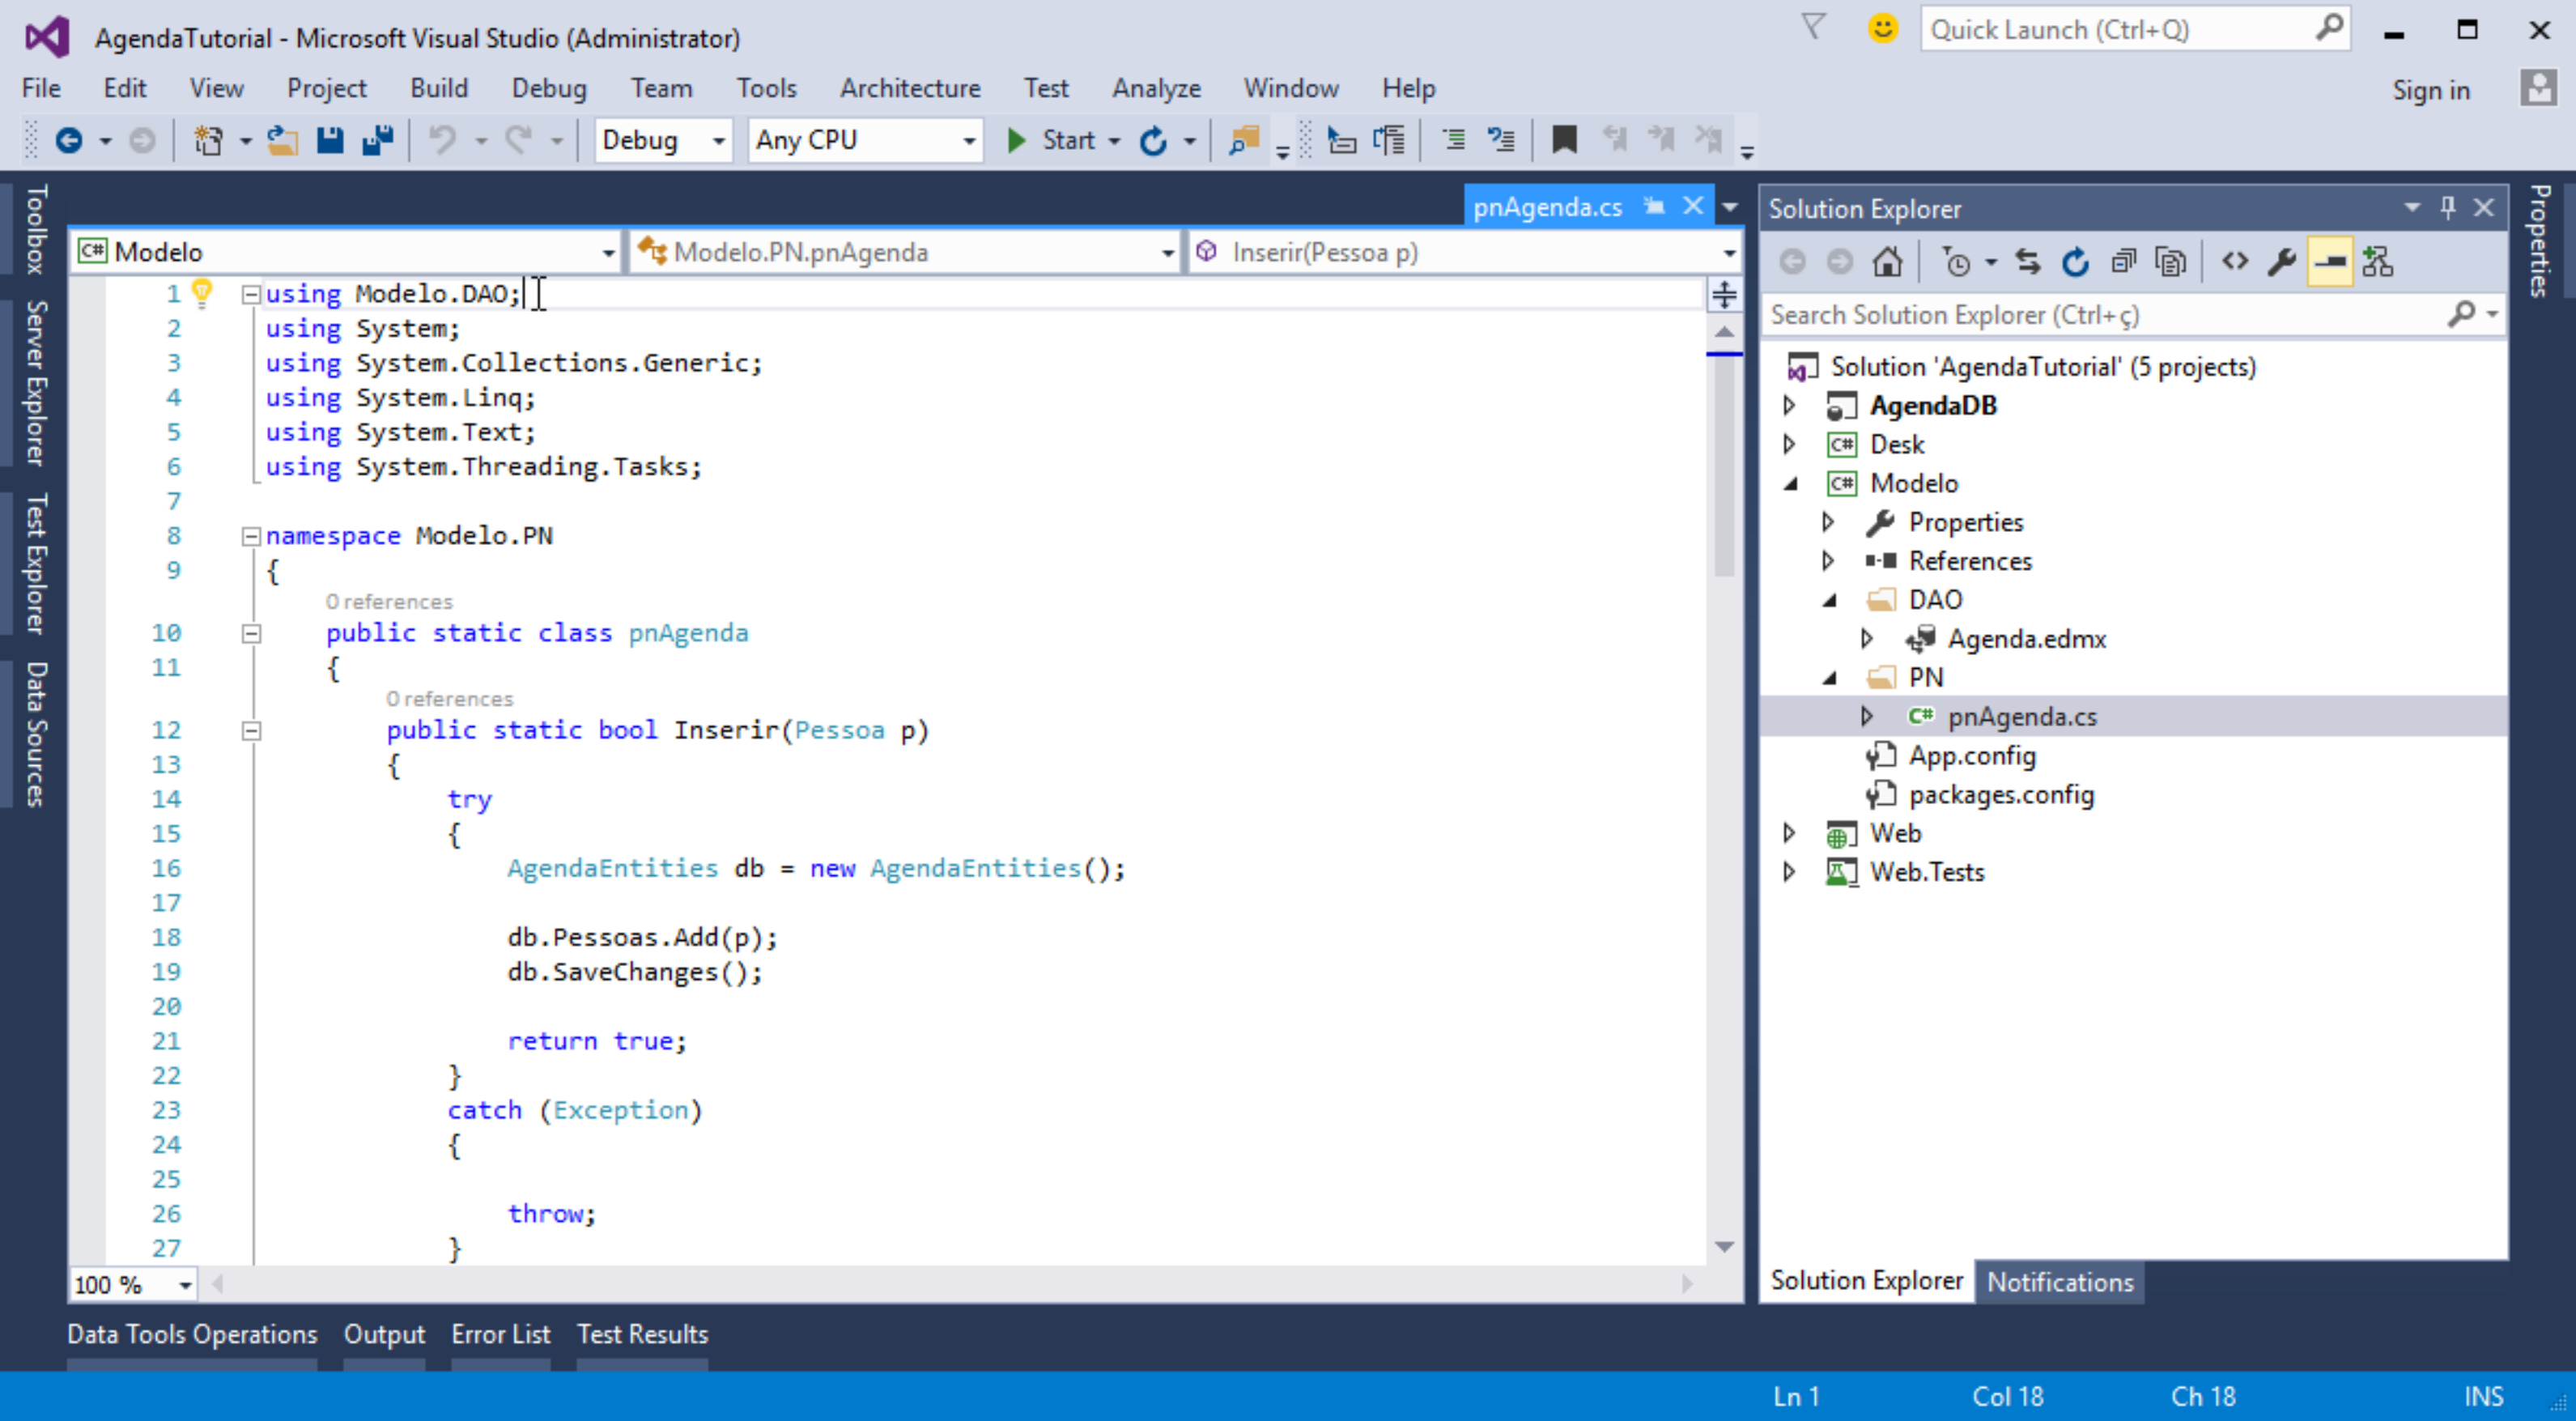 AgendaTutorial - Microsoft Visual Studio (Administrator)
Quick Launch (Ctrl+Q)
File Edit View Project Build Debug Team Tools Architecture Test Analyze Window Help
Sign in
Debug
Any CPU
Start
Toolbox
Server Explorer
Test Explorer
Data Sources
pnAgenda.cs
C# Modelo
Modelo.PN.pnAgenda
Inserir(Pessoa p)
1 using Modelo.DAO;
2 using System;
3 using System.Collections.Generic;
4 using System.Linq;
5 using System.Text;
6 using System.Threading.Tasks;
7
8 namespace Modelo.PN
9 {
0 references
10 public static class pnAgenda
11 {
0 references
12 public static bool Inserir(Pessoa p)
13 {
14 try
15 {
16 AgendaEntities db = new AgendaEntities();
17
18 db.Pessoas.Add(p);
19 db.SaveChanges();
20
21 return true;
22 }
23 catch (Exception)
24 {
25
26 throw;
27 }
100 %
Solution Explorer
Search Solution Explorer (Ctrl+ç)
Solution 'AgendaTutorial' (5 projects)
AgendaDB
C# Desk
C# Modelo
Properties
References
DAO
Agenda.edmx
PN
C# pnAgenda.cs
App.config
packages.config
Web
Web.Tests
Solution Explorer
Notifications
Properties
Data Tools Operations Output Error List Test Results
Ln 1 Col 18 Ch 18 INS